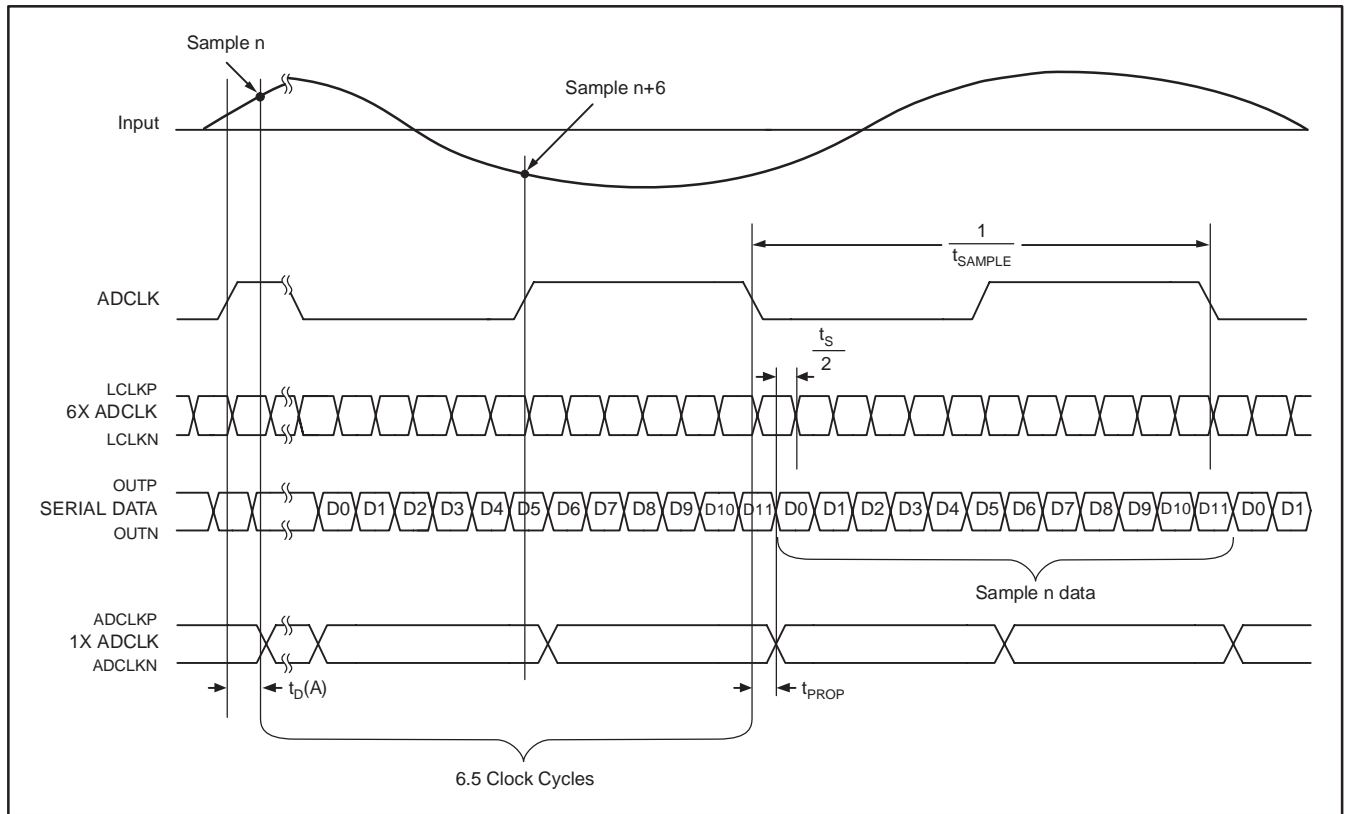 Sample n
Sample n+6
Input
1
tSAMPLE
ADCLK
tS
2
LCLKP
6X ADCLK
LCLKN
OUTP
SERIAL DATA
OUTN
D0 D1 D2 D3 D4 D5 D6 D7 D8 D9 D10 D11 D0 D1 D2 D3 D4 D5 D6 D7 D8 D9 D10 D11 D0 D1
Sample n data
ADCLKP
1X ADCLK
ADCLKN
tD(A)
tPROP
6.5 Clock Cycles